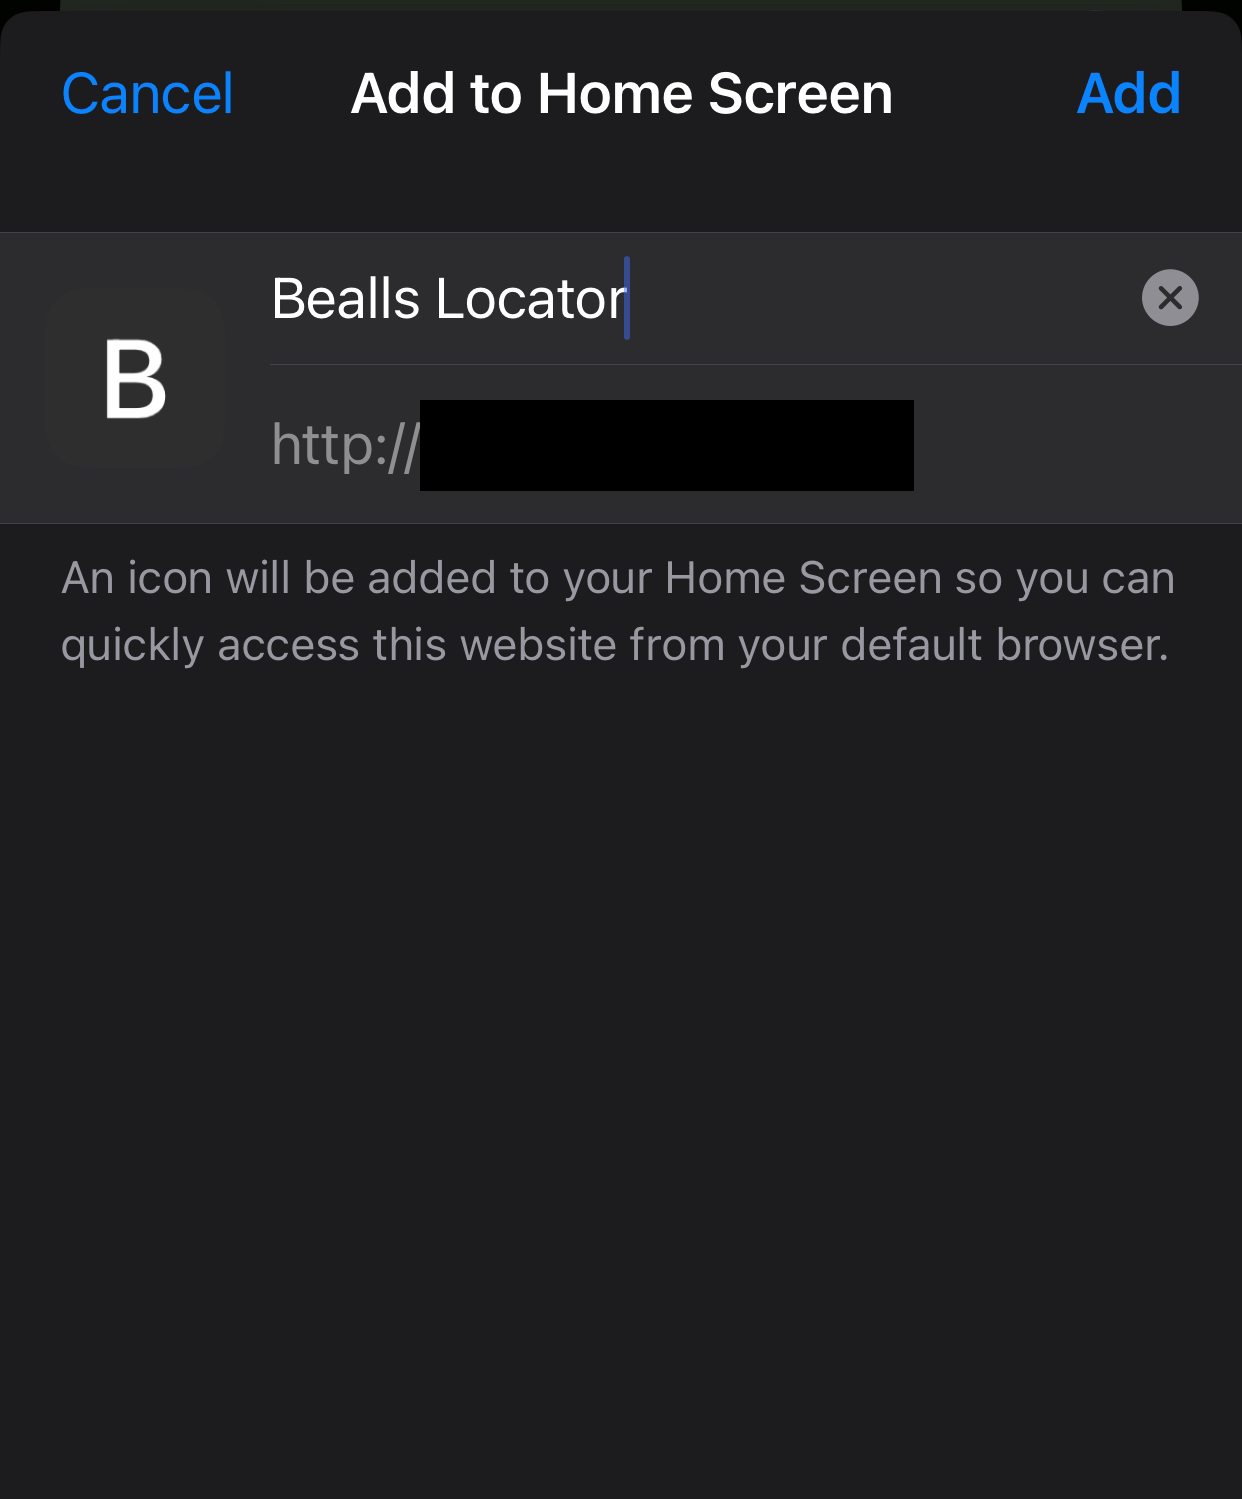 Cancel Add to Home Screen Add
Bealls Locator
B
http://
An icon will be added to your Home Screen so you can
quickly access this website from your default browser.